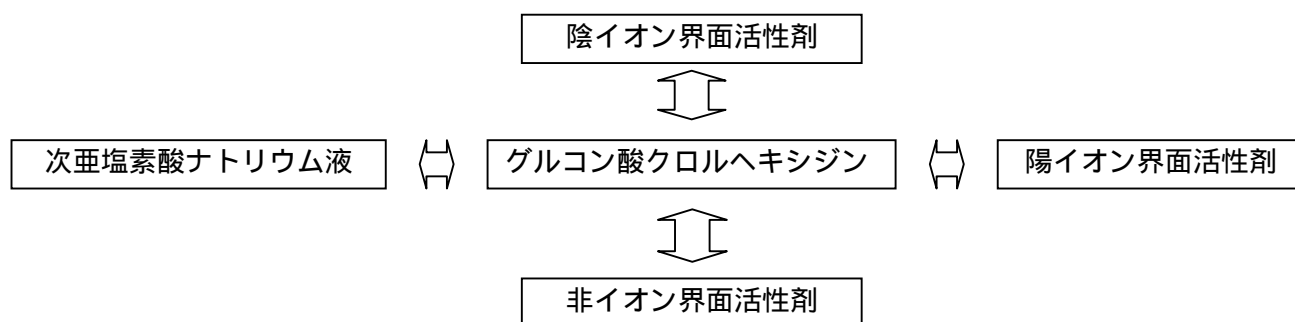 陰イオン界面活性剤
次亜塩素酸ナトリウム液
グルコン酸クロルヘキシジン
陽イオン界面活性剤
非イオン界面活性剤